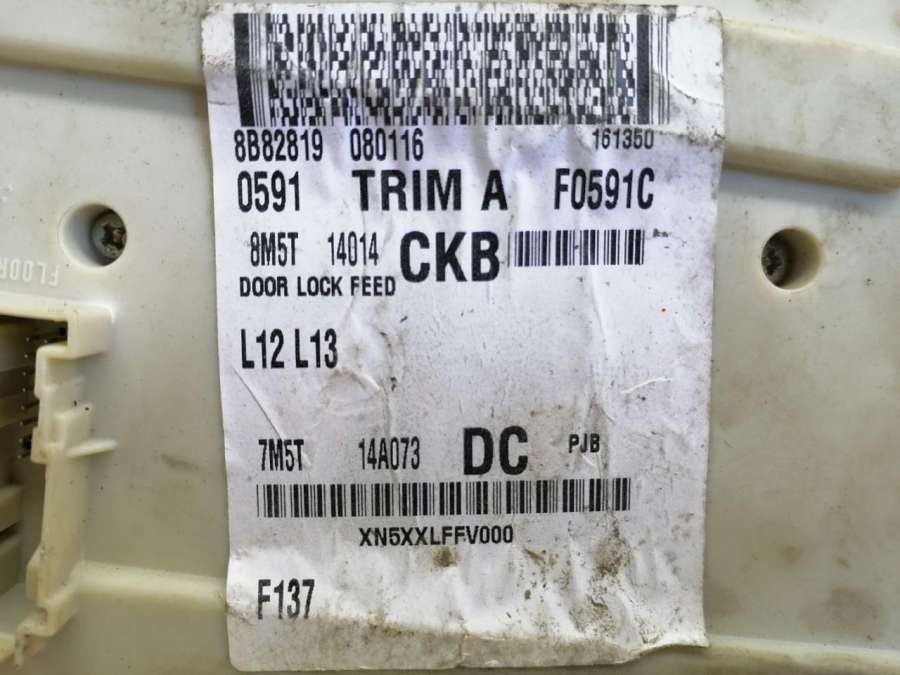 8B82819 080116 161350
0591 TRIM A F0591C
8M5T 14014 CKB
DOOR LOCK FEED
FLOOR
L12 L13
7M5T 14A073 DC PJB
XN5XXLFFV000
F137